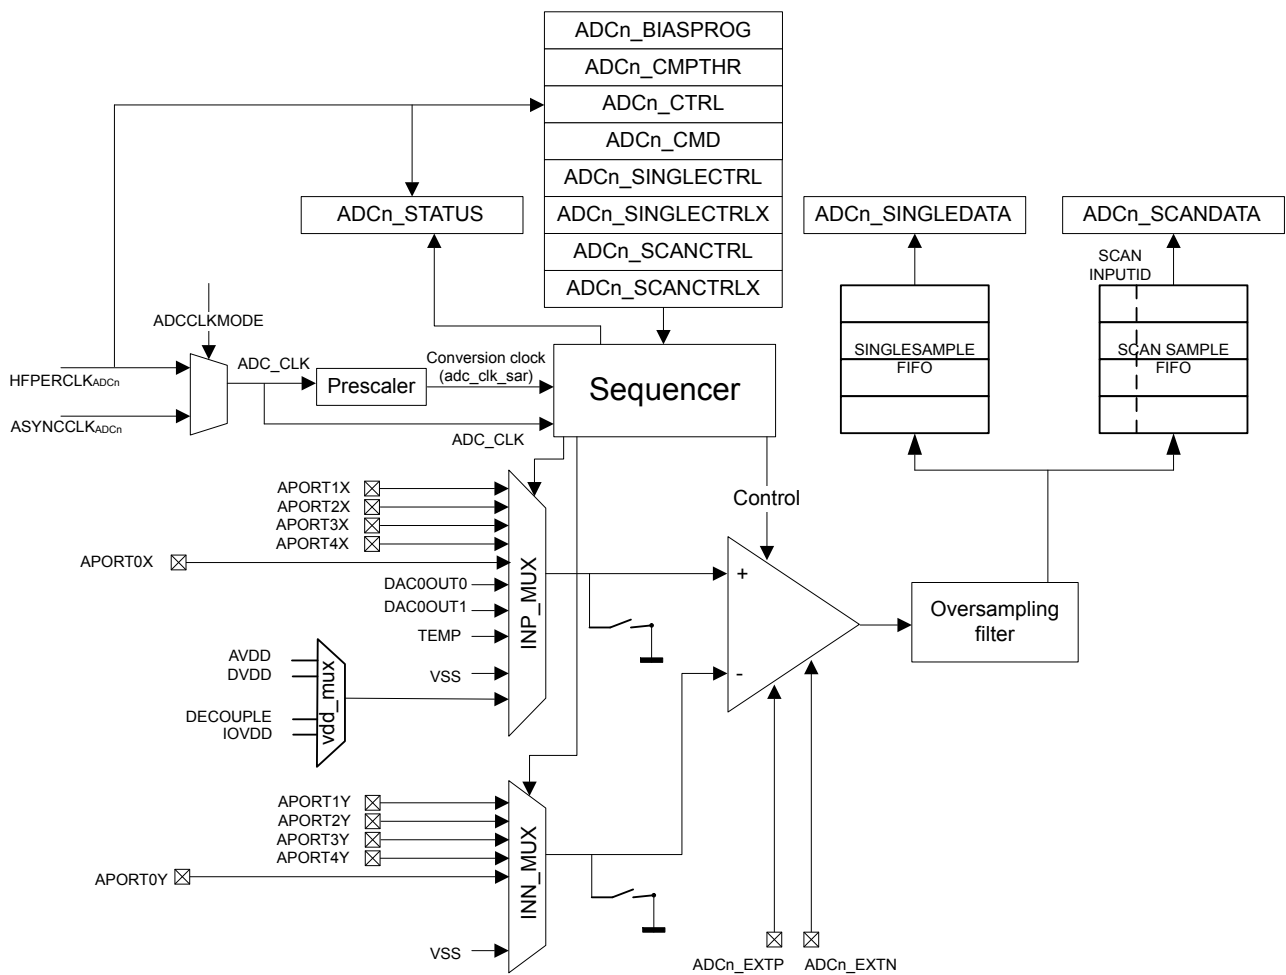 ADCn_BIASPROG
ADCn_CMPTHR
ADCn_CTRL
ADCn_CMD
ADCn_SINGLECTRL
ADCn_SINGLECTRLX
ADCn_SCANCTRL
ADCn_SCANCTRLX
ADCn_STATUS
ADCn_SINGLEDATA
ADCn_SCANDATA
SCAN
INPUTID
SINGLESAMPLE
FIFO
SCAN SAMPLE
FIFO
ADCCLKMODE
HFPERCLKADCn
ASYNCCLKADCn
ADC_CLK
Prescaler
Conversion clock
(adc_clk_sar)
Sequencer
ADC_CLK
Control
APORT1X
APORT2X
APORT3X
APORT4X
APORT0X
DAC0OUT0
DAC0OUT1
TEMP
VSS
INP_MUX
AVDD
DVDD
DECOUPLE
IOVDD
vdd_mux
+
-
Oversampling
filter
APORT1Y
APORT2Y
APORT3Y
APORT4Y
APORT0Y
VSS
INN_MUX
ADCn_EXTP
ADCn_EXTN